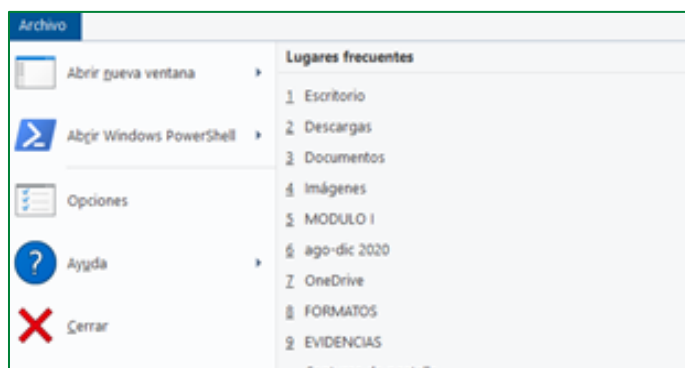 Archivo
Abrir nueva ventana
Abrir Windows PowerShell
Opciones
Ayuda
Cerrar
Lugares frecuentes
1 Escritorio
2 Descargas
3 Documentos
4 Imágenes
5 MODULO I
6 ago-dic 2020
7 OneDrive
8 FORMATOS
9 EVIDENCIAS